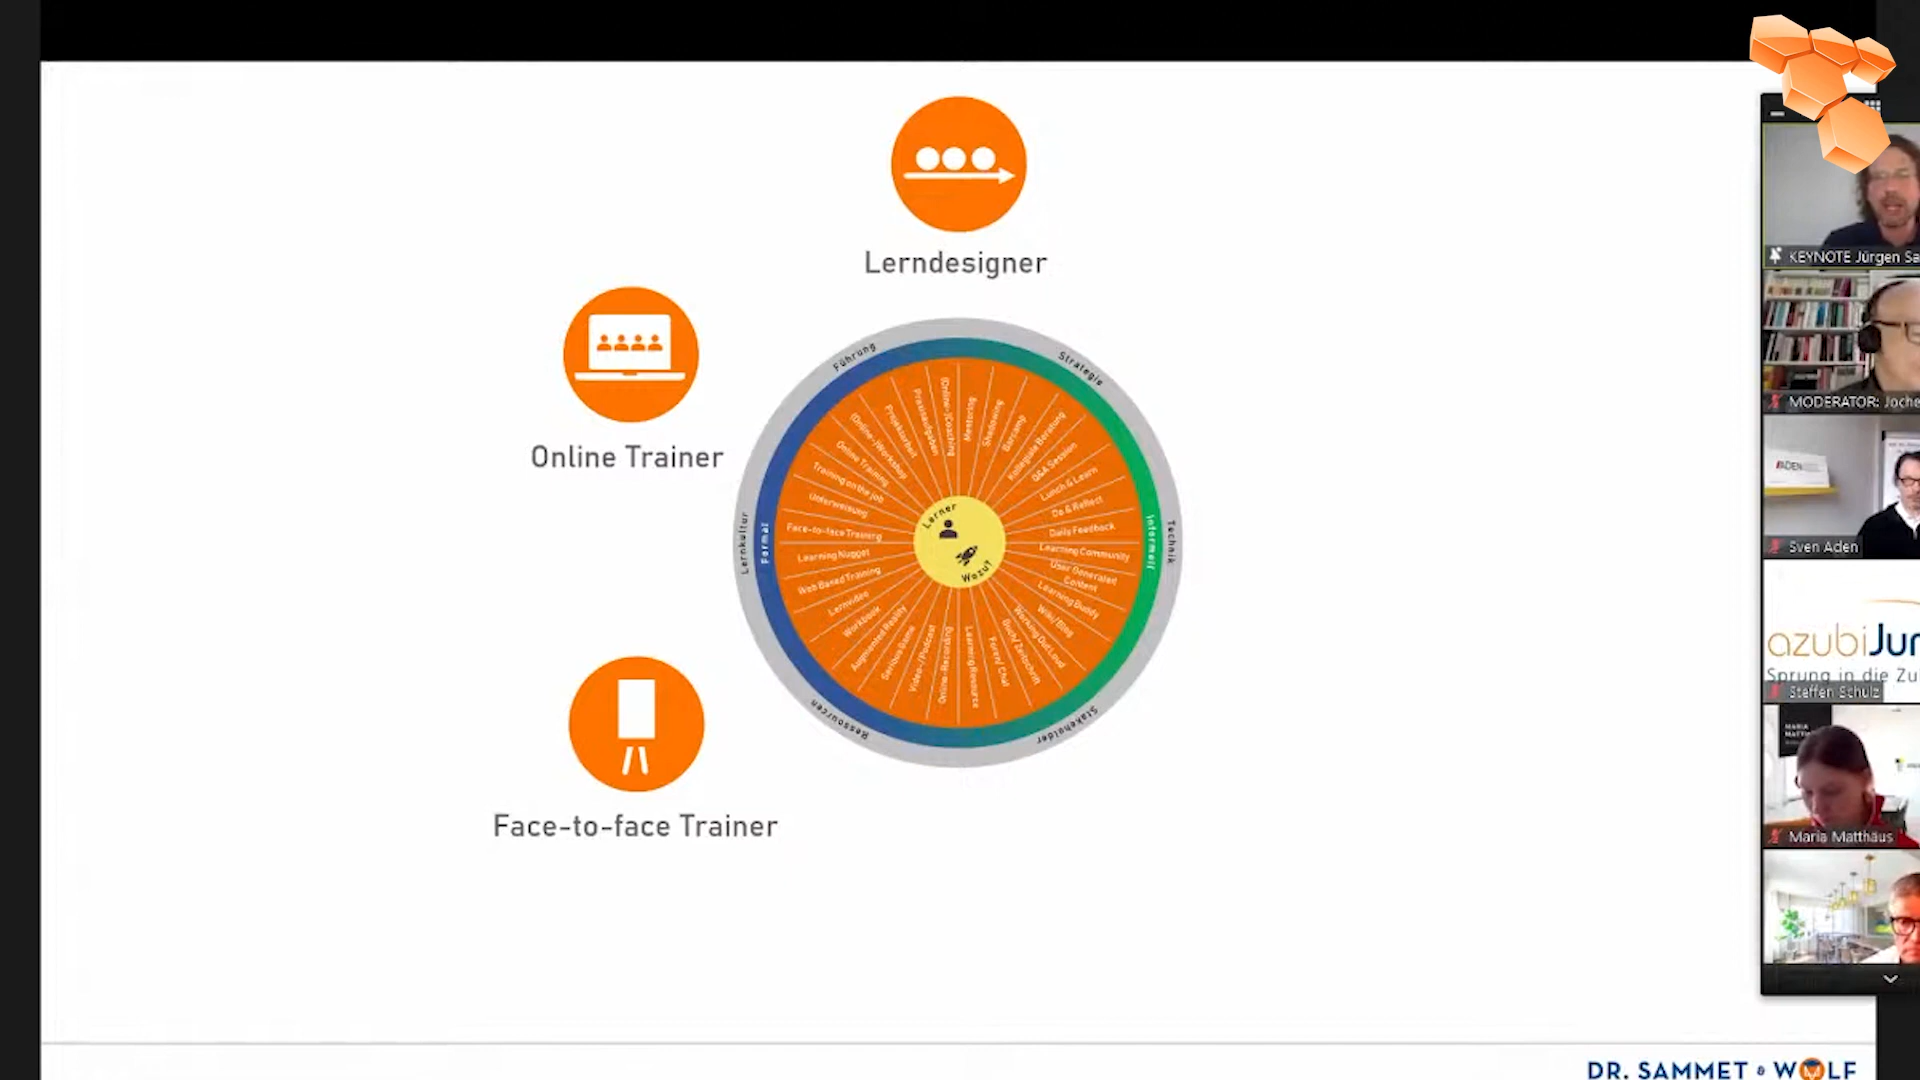 Lerndesigner
Online Trainer
Face-to-face Trainer
Führung
Strategie
Technik
Stakeholder
Ressourcen
Lernkultur
Formal
Informell
Lerner
Wozu?
(Online-)Coaching
Mentoring
Shadowing
Barcamp
Kollegiale Beratung
Q&A Session
Lunch & Learn
Do & Reflect
Daily Feedback
Learning Community
User Generated
Content
Learning Buddy
Wiki/Blog
Working Out Loud
Buch/Zeitschrift
Foren/Chat
Learning Resource
Online-Recording
Video-/Podcast
Serious Game
Augmented Reality
Workbook
Lernvideo
Web Based Training
Learning Nugget
Face-to-face Training
Unterweisung
Training on the job
Online Training
(Online-)Workshop
Projektarbeit
Praxisaufgaben
KEYNOTE Jürgen Sa
MODERATOR: Joche
ADEN
Sven Aden
azubiJu
Sprung in die Zu
Steffen Schulz
MARIA
Maria Matthäus
DR. SAMMET & WOLF